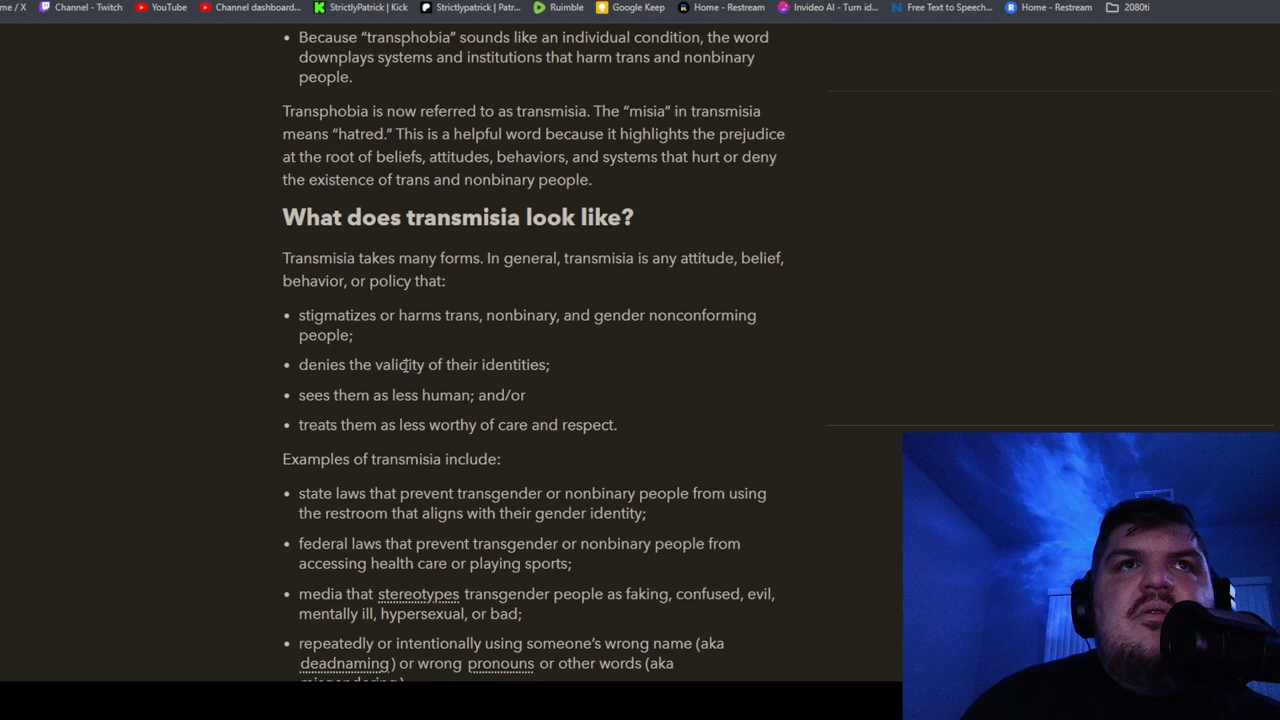 me / X
Channel - Twitch
YouTube
Channel dashboard...
StrictlyPatrick | Kick
Strictlypatrick | Patr...
Rumble
Google Keep
Home - Restream
Invideo AI - Turn id...
Free Text to Speech...
Home - Restream
2080ti
• Because “transphobia” sounds like an individual condition, the word
downplays systems and institutions that harm trans and nonbinary
people.
Transphobia is now referred to as transmisia. The “misia” in transmisia
means “hatred.” This is a helpful word because it highlights the prejudice
at the root of beliefs, attitudes, behaviors, and systems that hurt or deny
the existence of trans and nonbinary people.
What does transmisia look like?
Transmisia takes many forms. In general, transmisia is any attitude, belief,
behavior, or policy that:
• stigmatizes or harms trans, nonbinary, and gender nonconforming
people;
• denies the validity of their identities;
• sees them as less human; and/or
• treats them as less worthy of care and respect.
Examples of transmisia include:
• state laws that prevent transgender or nonbinary people from using
the restroom that aligns with their gender identity;
• federal laws that prevent transgender or nonbinary people from
accessing health care or playing sports;
• media that stereotypes transgender people as faking, confused, evil,
mentally ill, hypersexual, or bad;
• repeatedly or intentionally using someone’s wrong name (aka
deadnaming) or wrong pronouns or other words (aka